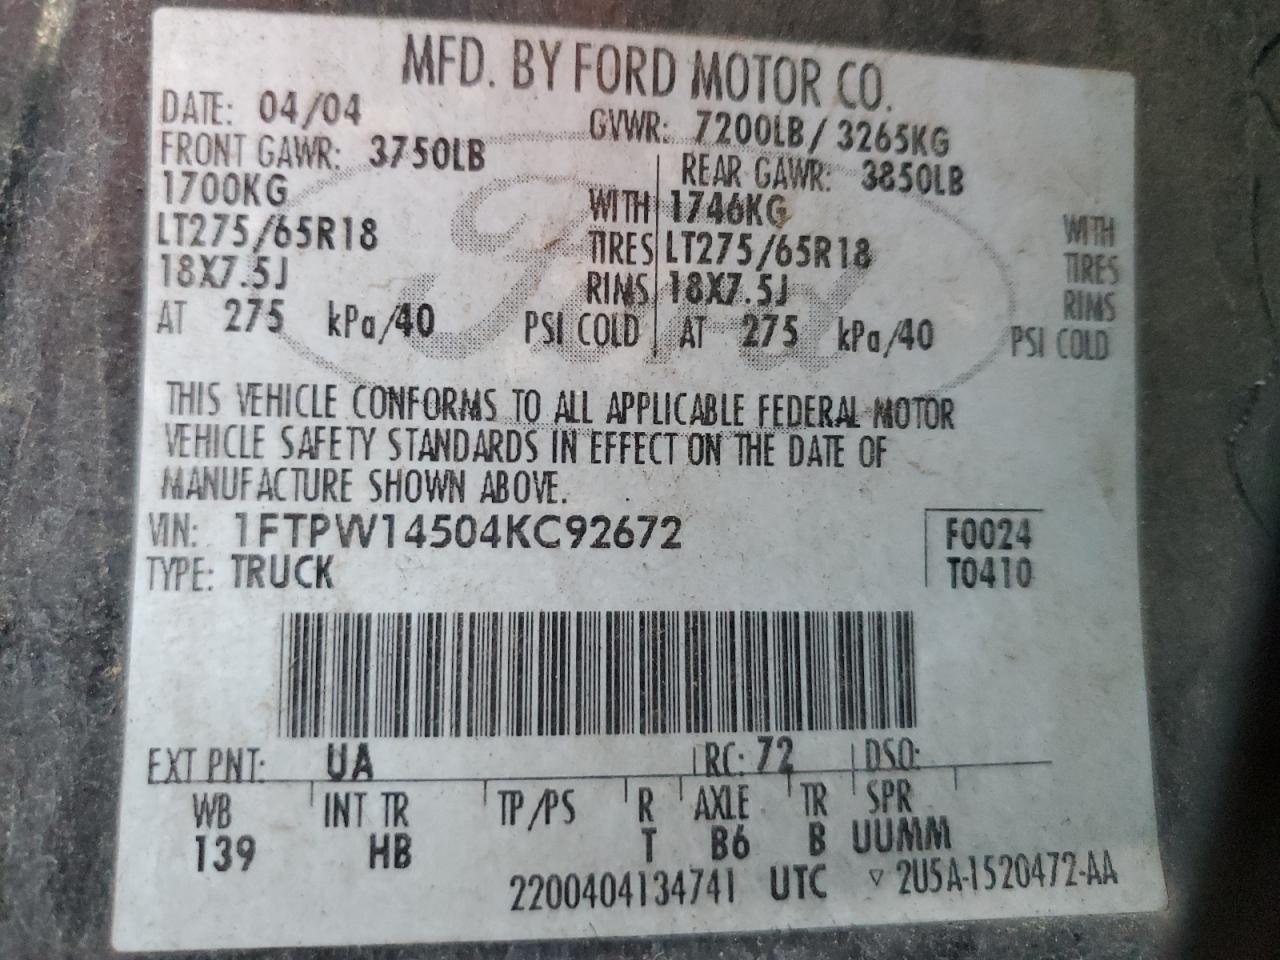 MFD. BY FORD MOTOR CO.
DATE: 04/04 GVWR: 7200LB/ 3265KG
FRONT GAWR: 3750LB REAR GAWR: 3850LB
1700KG WITH 1746KG WITH
LT275/65R18 TIRES LT275/65R18 TIRES
18X7.5J RIMS 18X7.5J RIMS
AT 275 kPa/40 PSI COLD AT 275 kPa/40 PSI COLD
Ford
THIS VEHICLE CONFORMS TO ALL APPLICABLE FEDERAL MOTOR
VEHICLE SAFETY STANDARDS IN EFFECT ON THE DATE OF
MANUFACTURE SHOWN ABOVE.
VIN: 1FTPW14504KC92672 F0024
TYPE: TRUCK T0410
EXT PNT: UA RC: 72 DSO:
WB INT TR TP/PS R AXLE TR SPR
139 HB T B6 B UUMM
2200404134741 UTC ▽ 2U5A-1520472-AA